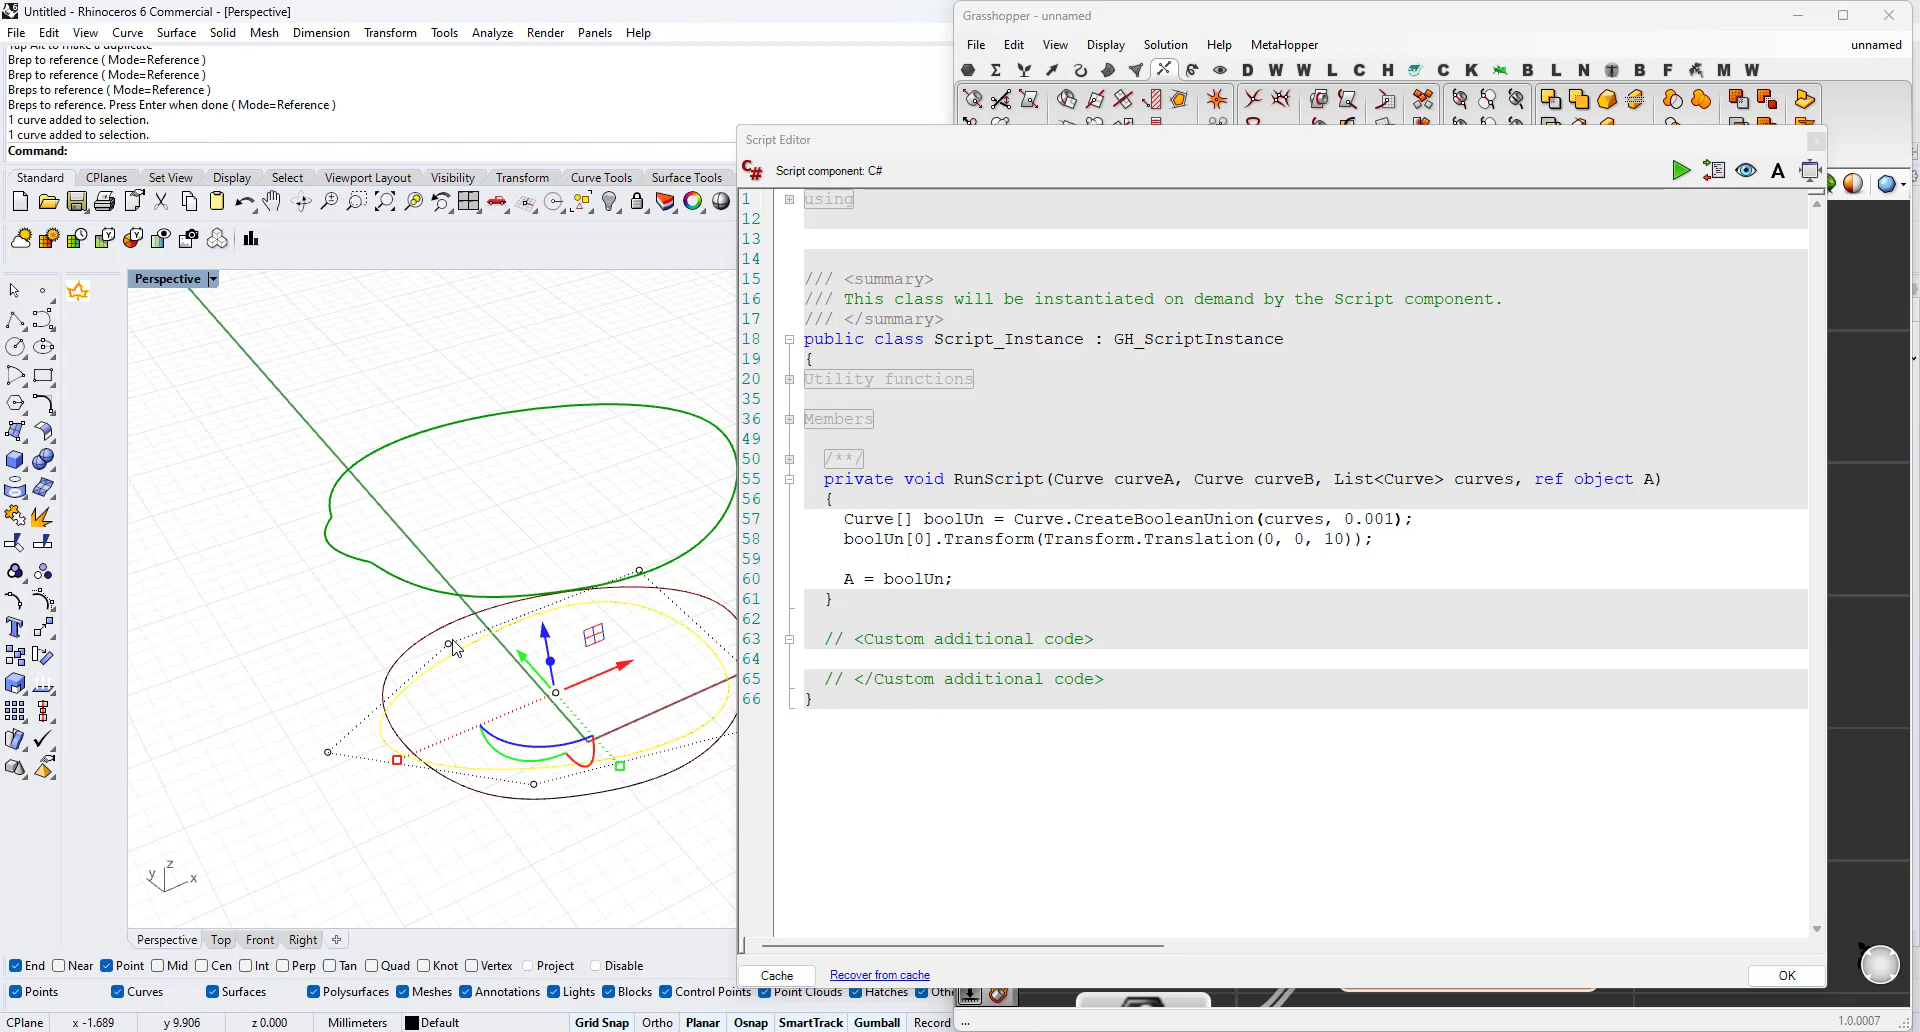 Untitled - Rhinoceros 6 Commercial - [Perspective]
File Edit View Curve Surface Solid Mesh Dimension Transform Tools Analyze Render Panels Help
Tap Alt to make a duplicate
Brep to reference ( Mode=Reference )
Brep to reference ( Mode=Reference )
Breps to reference ( Mode=Reference )
Breps to reference. Press Enter when done ( Mode=Reference )
1 curve added to selection.
1 curve added to selection.
Command:
Standard CPlanes Set View Display Select Viewport Layout Visibility Transform Curve Tools Surface Tools
Perspective
z
y
x
Perspective Top Front Right
End Near Point Mid Cen Int Perp Tan Quad Knot Vertex Project Disable
Points Curves Surfaces Polysurfaces Meshes Annotations Lights Blocks Control Points Point Clouds Hatches
CPlane x -1.689 y 9.906 z 0.000 Millimeters Default Grid Snap Ortho Planar Osnap SmartTrack Gumball Record
Grasshopper - unnamed
File Edit View Display Solution Help MetaHopper unnamed
D W W L C H C K B L N B F M W
Script Editor
C# Script component: C#
A
1 using
12
13
14
15 /// <summary>
16 /// This class will be instantiated on demand by the Script component.
17 /// </summary>
18 public class Script_Instance : GH_ScriptInstance
19 {
20 Utility functions
35
36 Members
49
50 /**/
55 private void RunScript(Curve curveA, Curve curveB, List<Curve> curves, ref object A)
56 {
57 Curve[] boolUn = Curve.CreateBooleanUnion(curves, 0.001);
58 boolUn[0].Transform(Transform.Translation(0, 0, 10));
59
60 A = boolUn;
61 }
62
63 // <Custom additional code>
64
65 // </Custom additional code>
66 }
Cache Recover from cache OK
... 1.0.0007